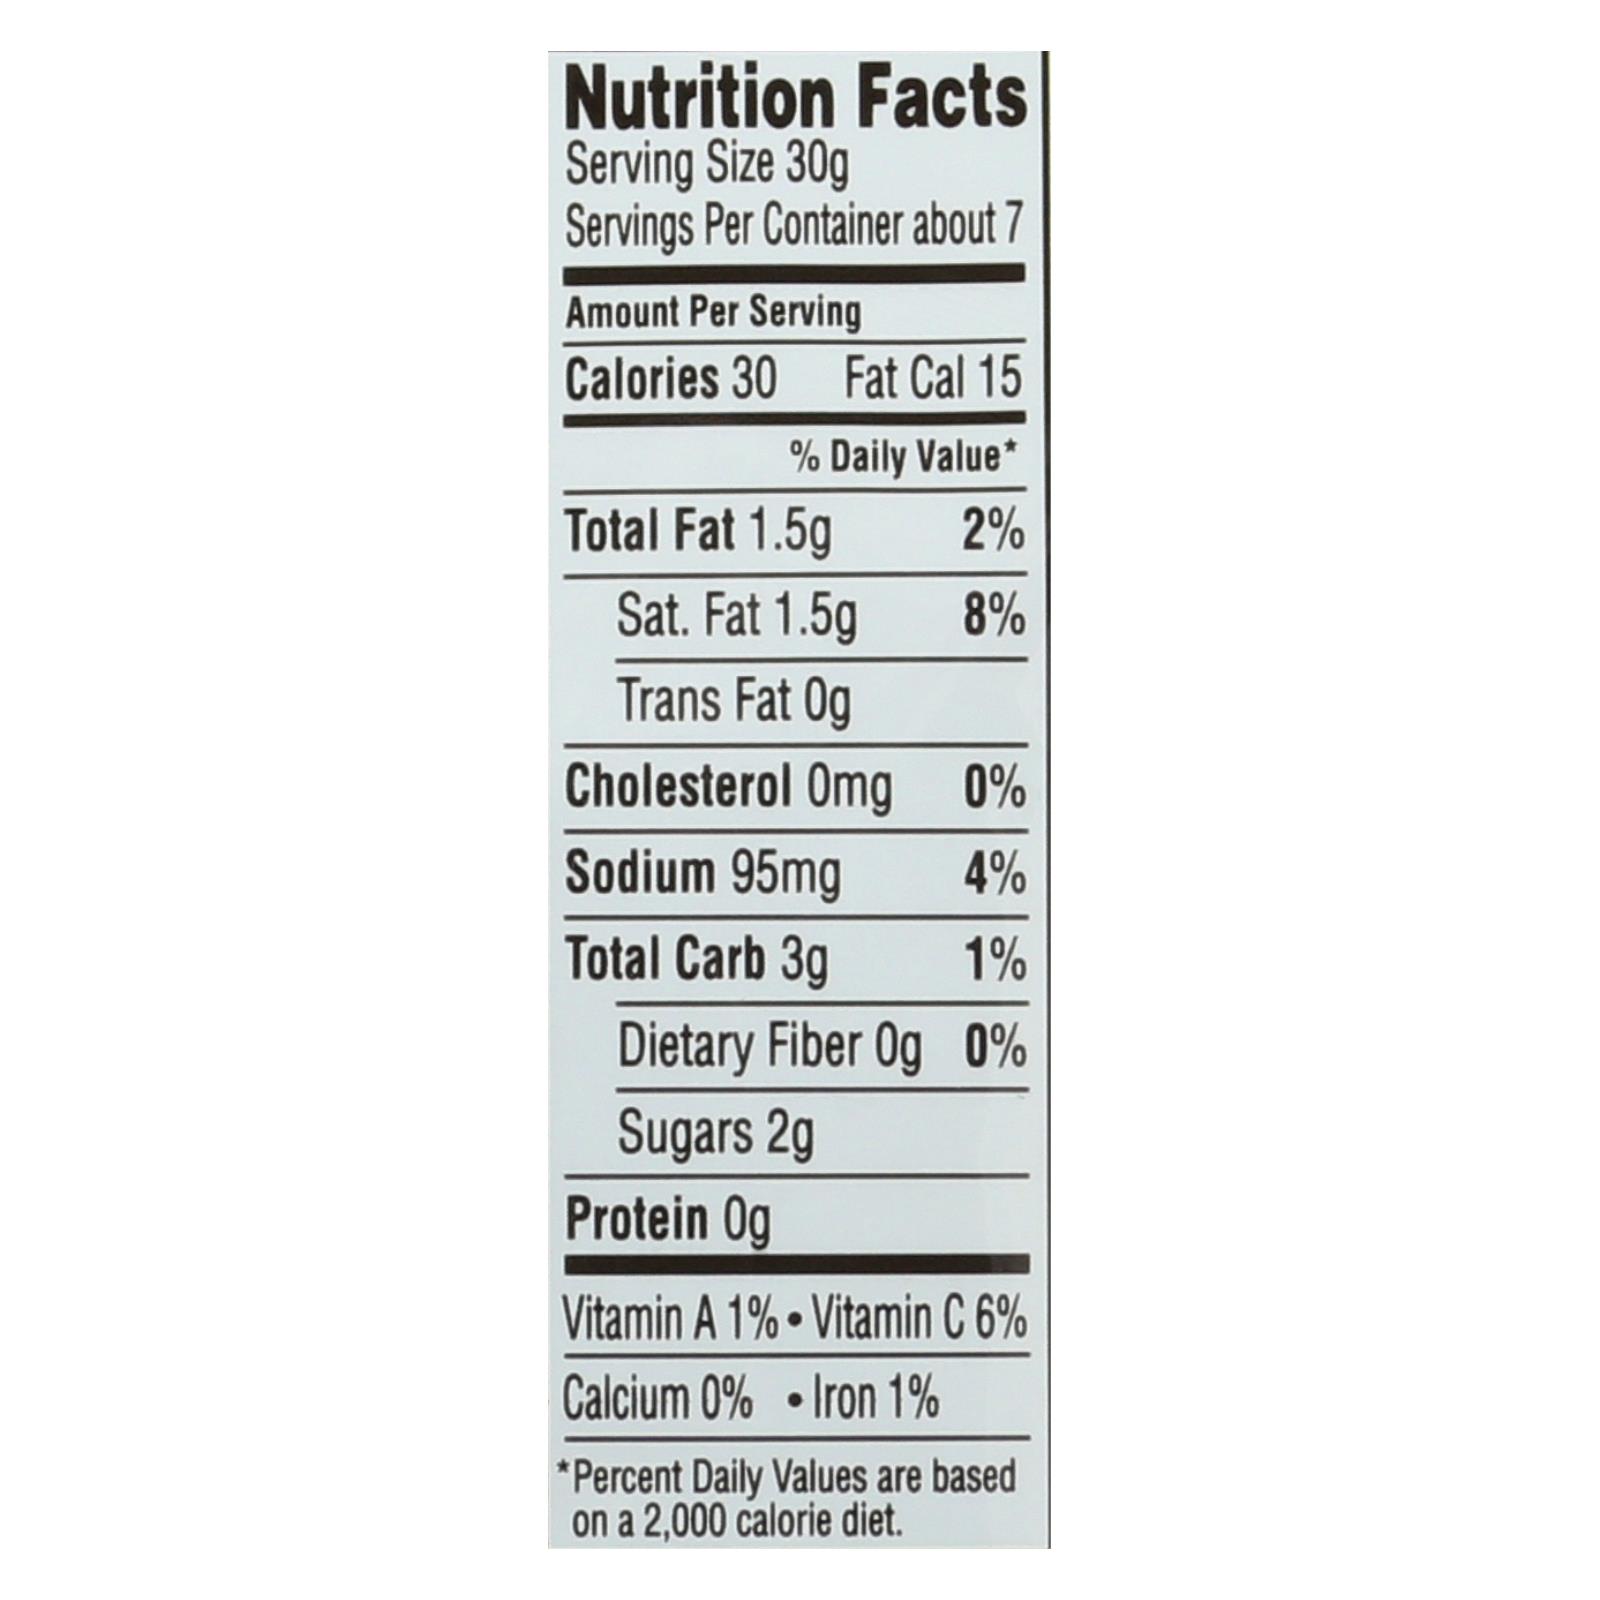 Nutrition Facts
Serving Size 30g
Servings Per Container about 7
Amount Per Serving
Calories 30 Fat Cal 15
% Daily Value*
Total Fat 1.5g 2%
Sat. Fat 1.5g 8%
Trans Fat 0g
Cholesterol 0mg 0%
Sodium 95mg 4%
Total Carb 3g 1%
Dietary Fiber 0g 0%
Sugars 2g
Protein 0g
Vitamin A 1% • Vitamin C 6%
Calcium 0% • Iron 1%
*Percent Daily Values are based
on a 2,000 calorie diet.